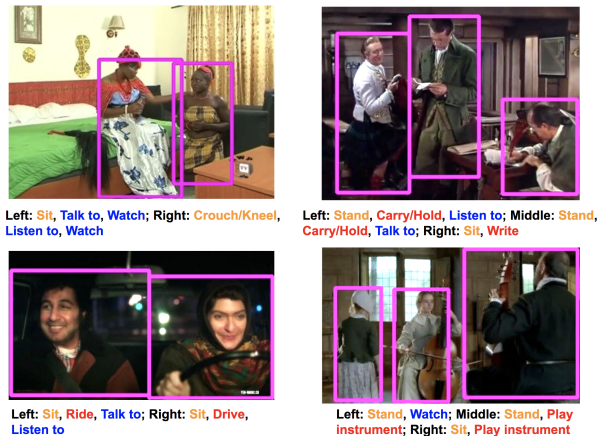 Left: Sit, Talk to, Watch; Right: Crouch/Kneel,
Listen to, Watch
Left: Stand, Carry/Hold, Listen to; Middle: Stand,
Carry/Hold, Talk to; Right: Sit, Write
Left: Sit, Ride, Talk to; Right: Sit, Drive,
Listen to
Left: Stand, Watch; Middle: Stand, Play
instrument; Right: Sit, Play instrument